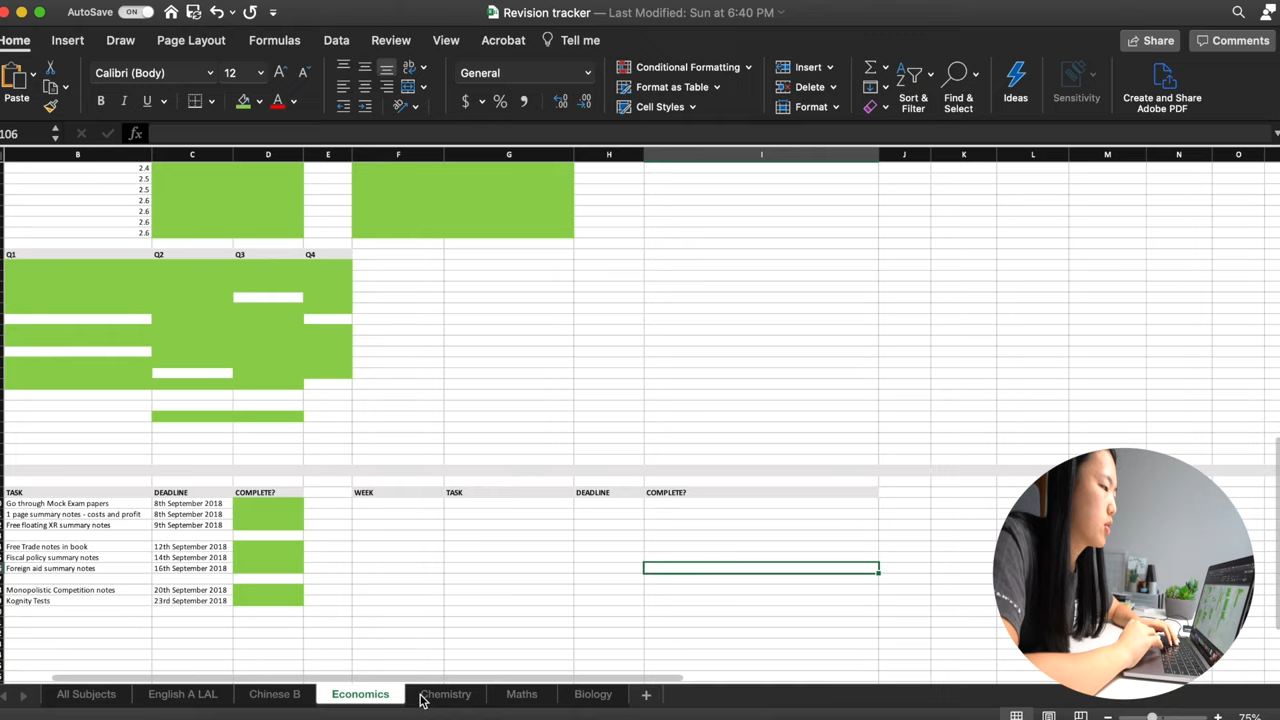 AutoSave ON Revision tracker — Last Modified: Sun at 6:40 PM
Home Insert Draw Page Layout Formulas Data Review View Acrobat Tell me Share Comments
Calibri (Body) 12 General Conditional Formatting Insert
Paste Format as Table Delete Sort & Filter Find & Select Ideas Sensitivity Create and Share Adobe PDF
Cell Styles Format
106 fx
B C D E F G H I J K L M N O
2.4
2.5
2.5
2.6
2.6
2.6
2.6
Q1 Q2 Q3 Q4
TASK DEADLINE COMPLETE? WEEK TASK DEADLINE COMPLETE?
Go through Mock Exam papers 8th September 2018
1 page summary notes - costs and profit 8th September 2018
Free floating XR summary notes 9th September 2018
Free Trade notes in book 12th September 2018
Fiscal policy summary notes 14th September 2018
Foreign aid summary notes 16th September 2018
Monopolistic Competition notes 20th September 2018
Kognity Tests 23rd September 2018
All Subjects English A LAL Chinese B Economics Chemistry Maths Biology
75%